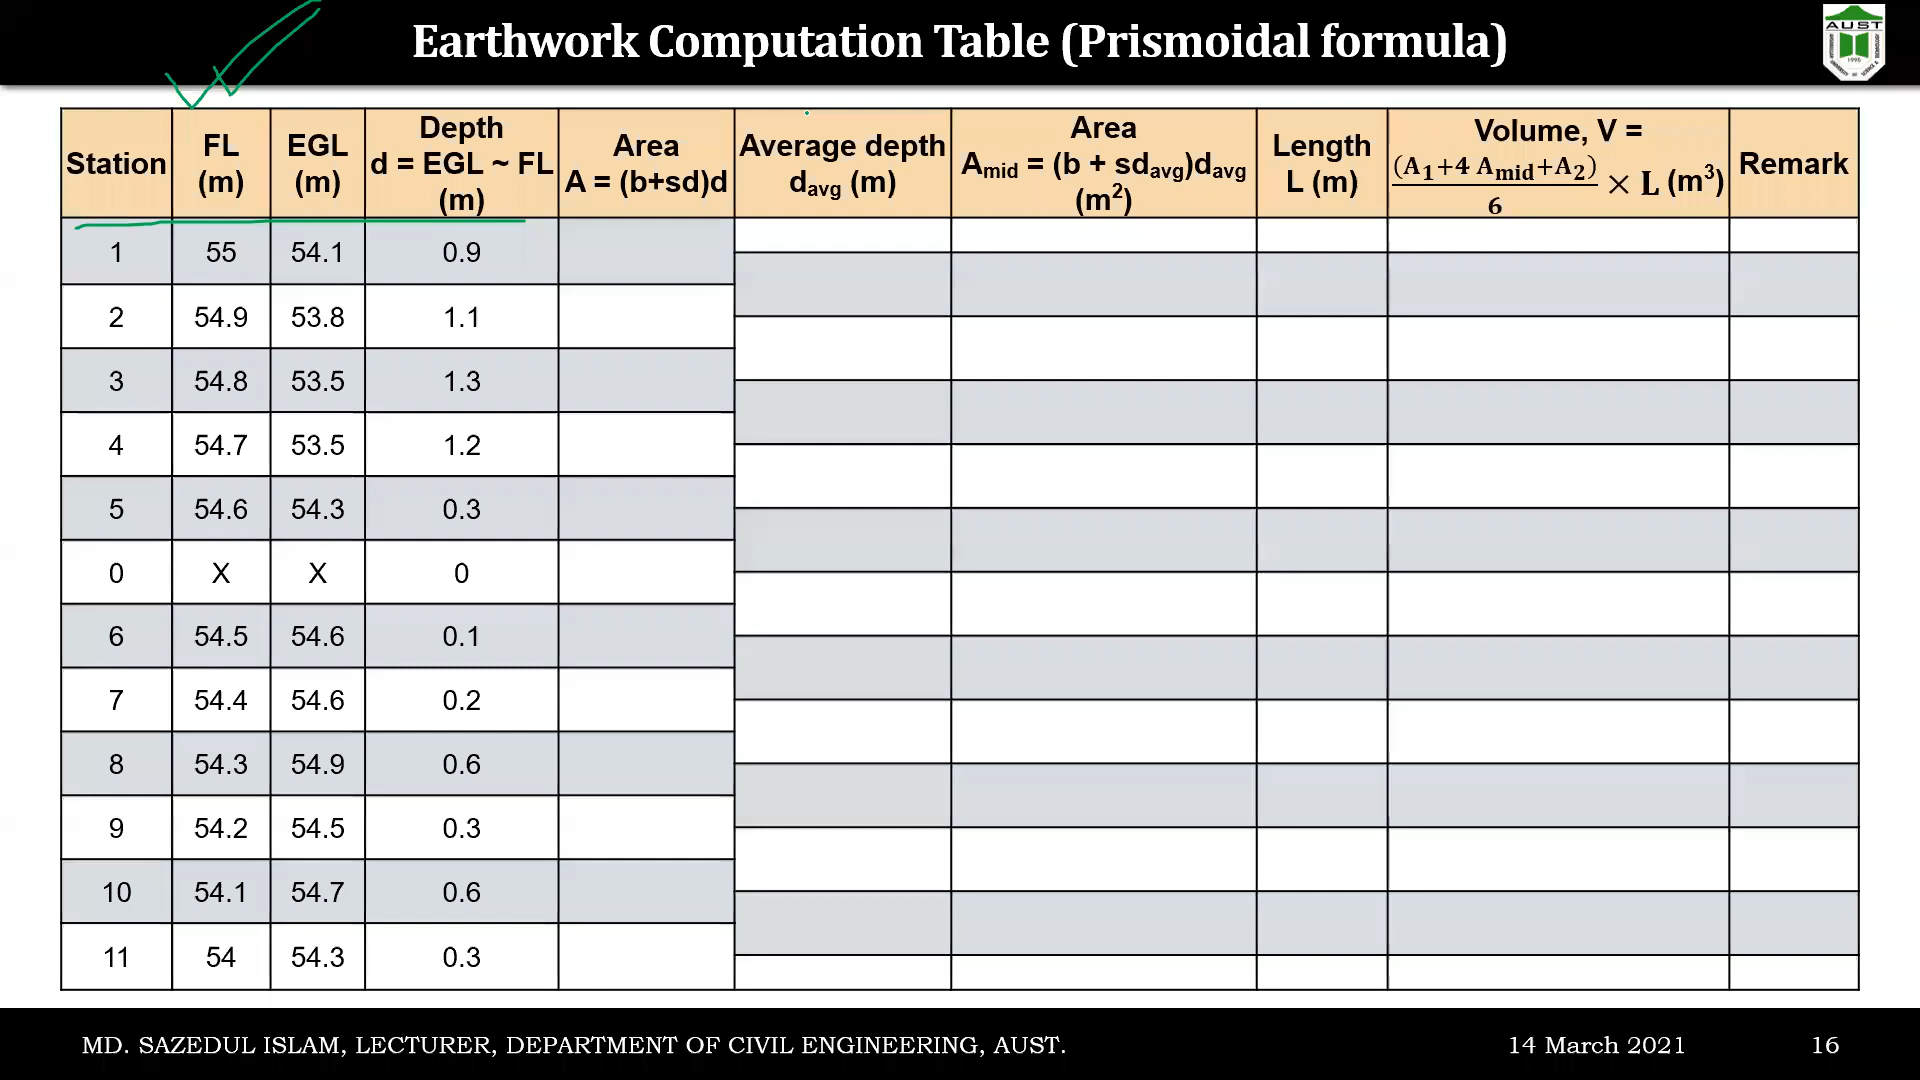 Earthwork Computation Table (Prismoidal formula)
AUST
1995
Station FL (m) EGL (m) Depth d = EGL ~ FL (m) Area A = (b+sd)d Average depth d_avg (m) Area A_mid = (b + sd_avg)d_avg (m²) Length L (m) Volume, V = (A₁+4 A_mid+A₂)/6 × L (m³) Remark
1 55 54.1 0.9
2 54.9 53.8 1.1
3 54.8 53.5 1.3
4 54.7 53.5 1.2
5 54.6 54.3 0.3
0 X X 0
6 54.5 54.6 0.1
7 54.4 54.6 0.2
8 54.3 54.9 0.6
9 54.2 54.5 0.3
10 54.1 54.7 0.6
11 54 54.3 0.3
MD. SAZEDUL ISLAM, LECTURER, DEPARTMENT OF CIVIL ENGINEERING, AUST.
14 March 2021
16